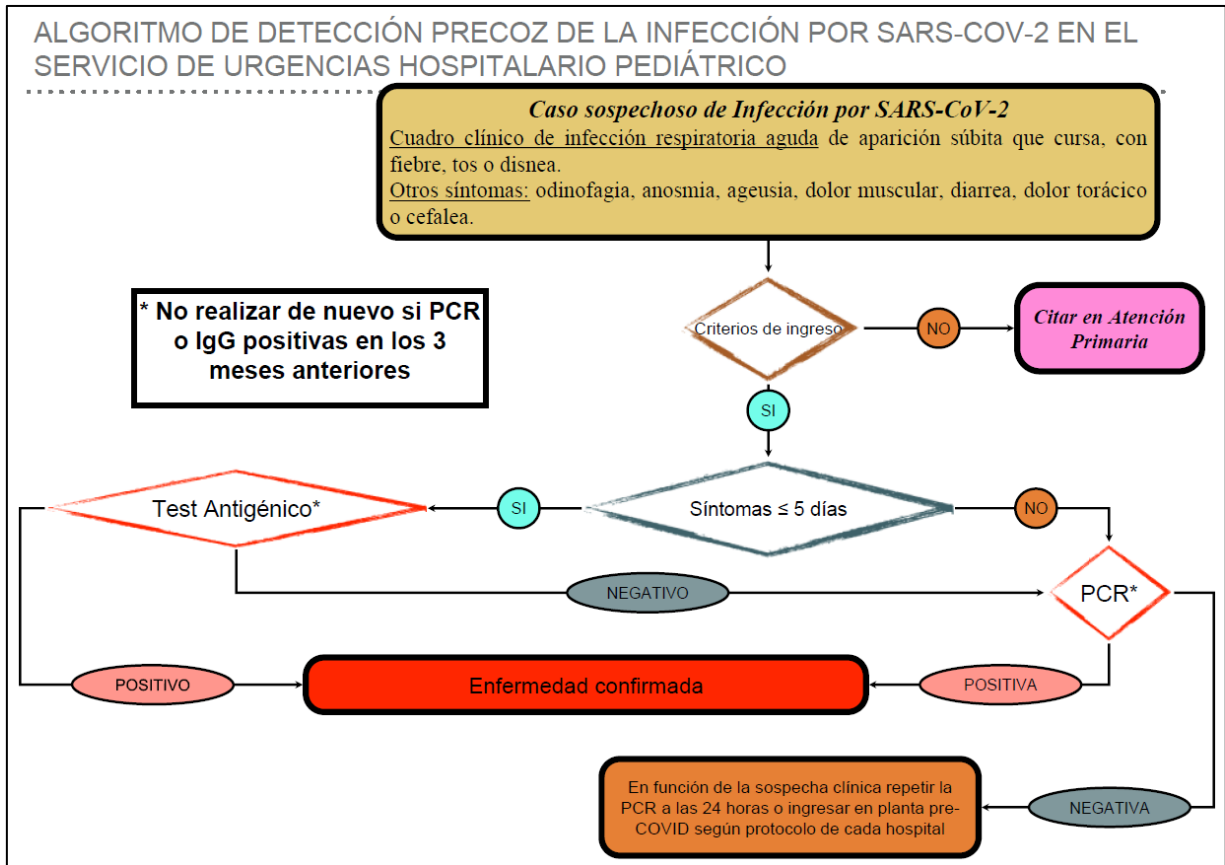 ALGORITMO DE DETECCIÓN PRECOZ DE LA INFECCIÓN POR SARS-COV-2 EN EL
SERVICIO DE URGENCIAS HOSPITALARIO PEDIÁTRICO
Caso sospechoso de Infección por SARS-CoV-2
Cuadro clínico de infección respiratoria aguda de aparición súbita que cursa, con
fiebre, tos o disnea.
Otros síntomas: odinofagia, anosmia, ageusia, dolor muscular, diarrea, dolor torácico
o cefalea.
* No realizar de nuevo si PCR
o IgG positivas en los 3
meses anteriores
Criterios de ingreso
NO
Citar en Atención
Primaria
SI
Test Antigénico*
SI
Síntomas ≤ 5 días
NO
NEGATIVO
PCR*
POSITIVO
Enfermedad confirmada
POSITIVA
En función de la sospecha clínica repetir la
PCR a las 24 horas o ingresar en planta pre-
COVID según protocolo de cada hospital
NEGATIVA